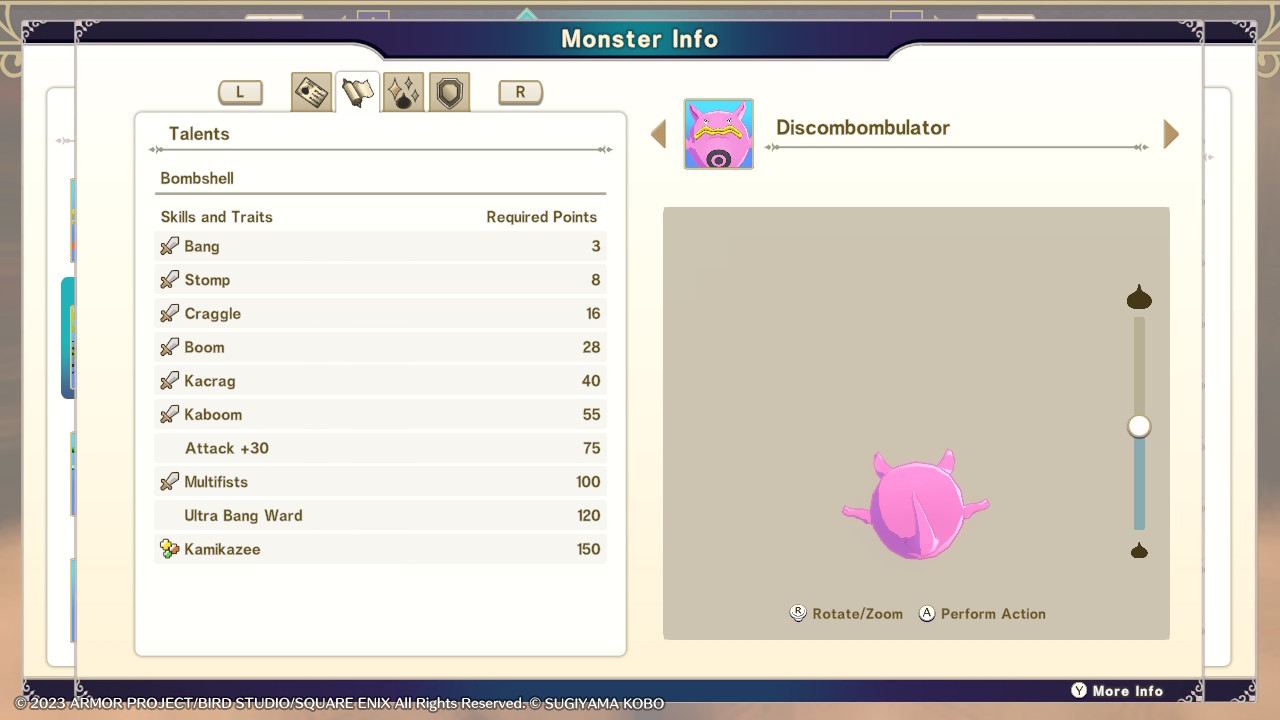 Monster Info
L
R
Talents
Bombshell
Skills and Traits Required Points
Bang 3
Stomp 8
Craggle 16
Boom 28
Kacrag 40
Kaboom 55
Attack +30 75
Multifists 100
Ultra Bang Ward 120
Kamikazee 150
Discombombulator
R Rotate/Zoom A Perform Action
Y More Info
© 2023 ARMOR PROJECT/BIRD STUDIO/SQUARE ENIX All Rights Reserved. © SUGIYAMA KOBO